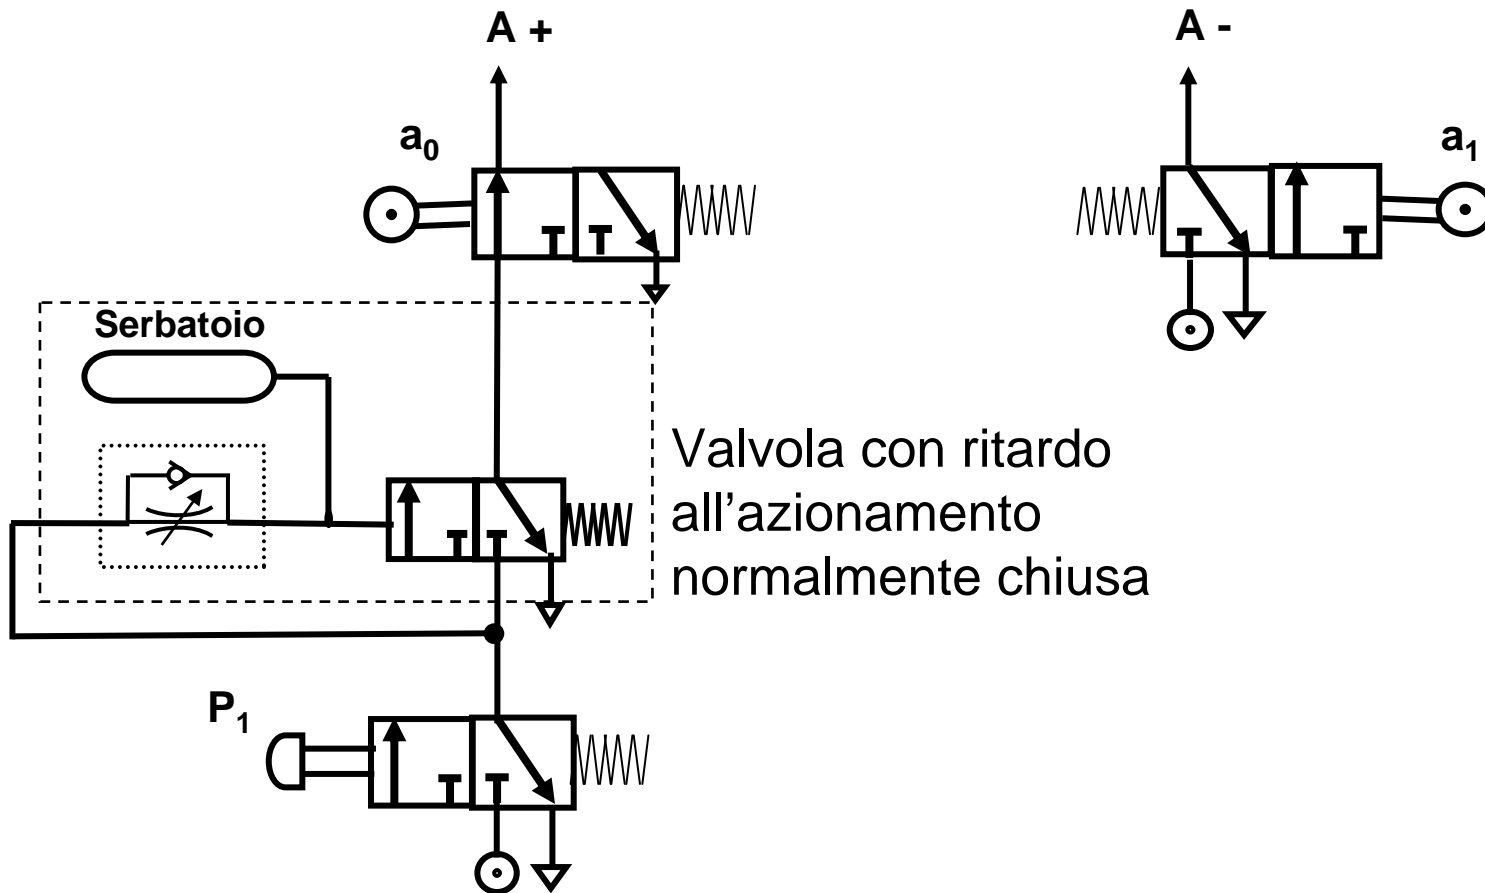 A +
A -
a0
a1
Serbatoio
Valvola con ritardo
all’azionamento
normalmente chiusa
P1